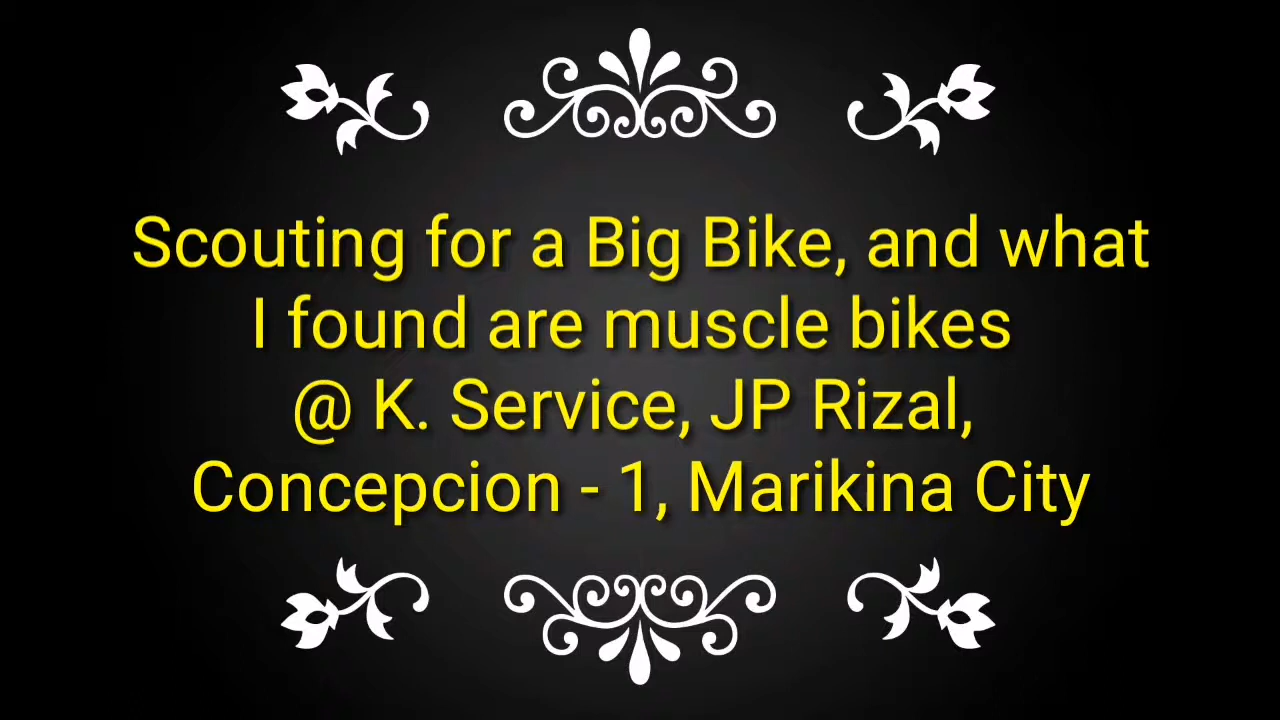 Scouting for a Big Bike, and what
I found are muscle bikes
@ K. Service, JP Rizal,
Concepcion - 1, Marikina City